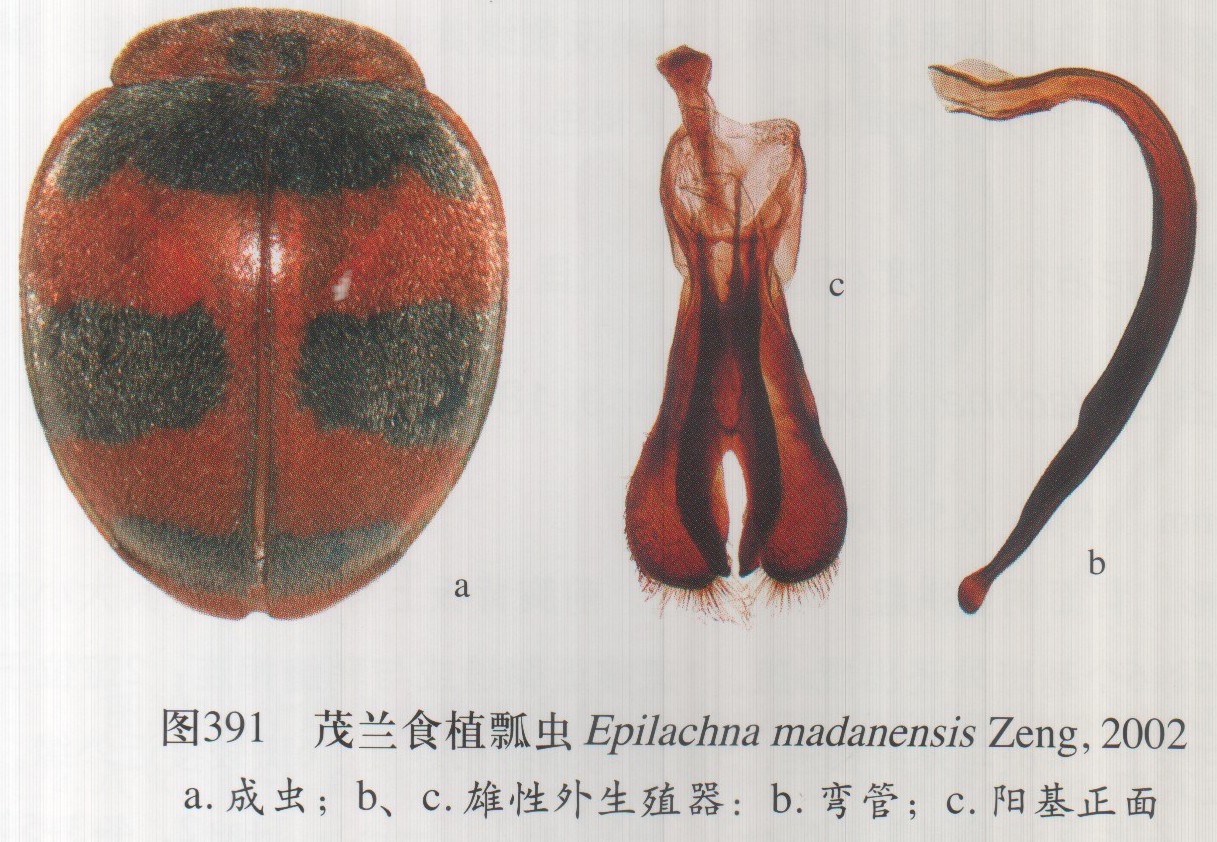 a
c
b
图391 茂兰食植瓢虫 Epilachna madanensis Zeng, 2002
a. 成虫；b、c. 雄性外生殖器：b. 弯管；c. 阳基正面